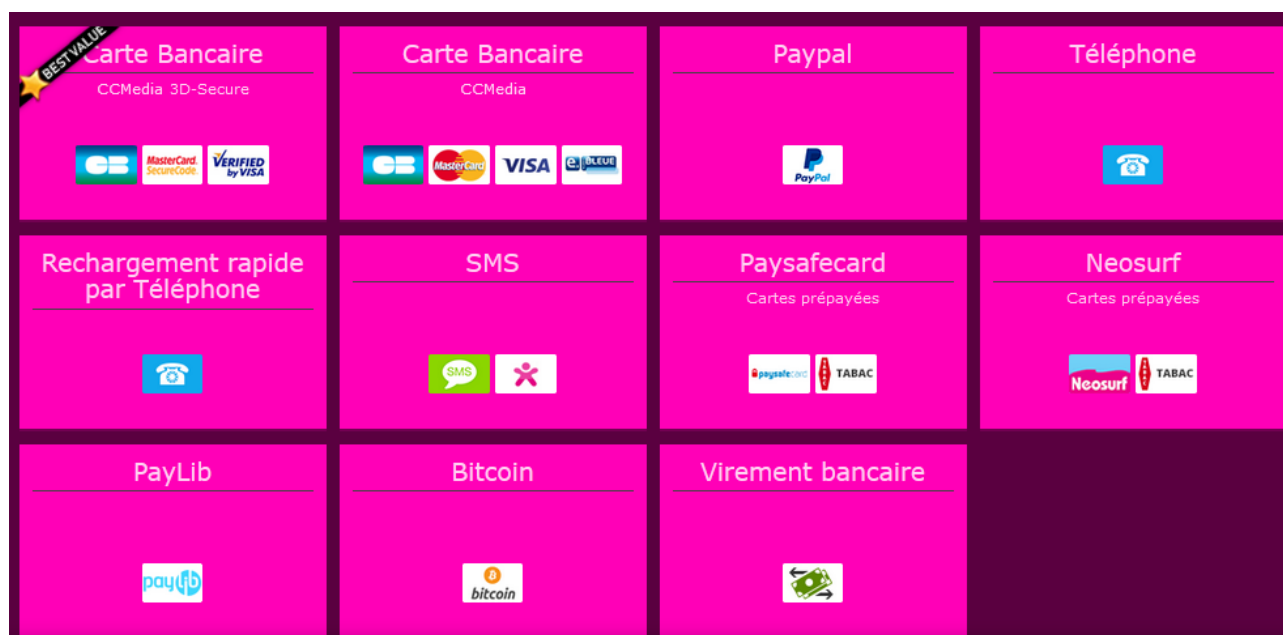 BEST VALUE
Carte Bancaire
CCMedia 3D-Secure
MasterCard.
SecureCode.
VERIFIED
by VISA
Carte Bancaire
CCMedia
MasterCard
VISA
e. BLEUE
Paypal
PayPal
Téléphone
Rechargement rapide
par Téléphone
SMS
SMS
Paysafecard
Cartes prépayées
paysafecard
TABAC
TABAC
Neosurf
Cartes prépayées
Neosurf
TABAC
TABAC
PayLib
paylib
Bitcoin
bitcoin
Virement bancaire